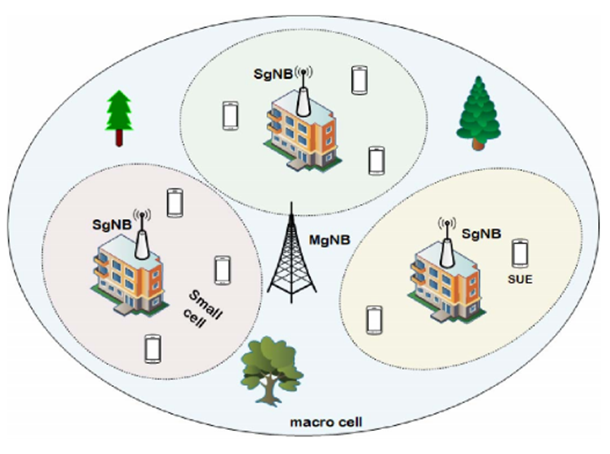 SgNB
SgNB
MgNB
SgNB
SUE
Small
cell
macro cell